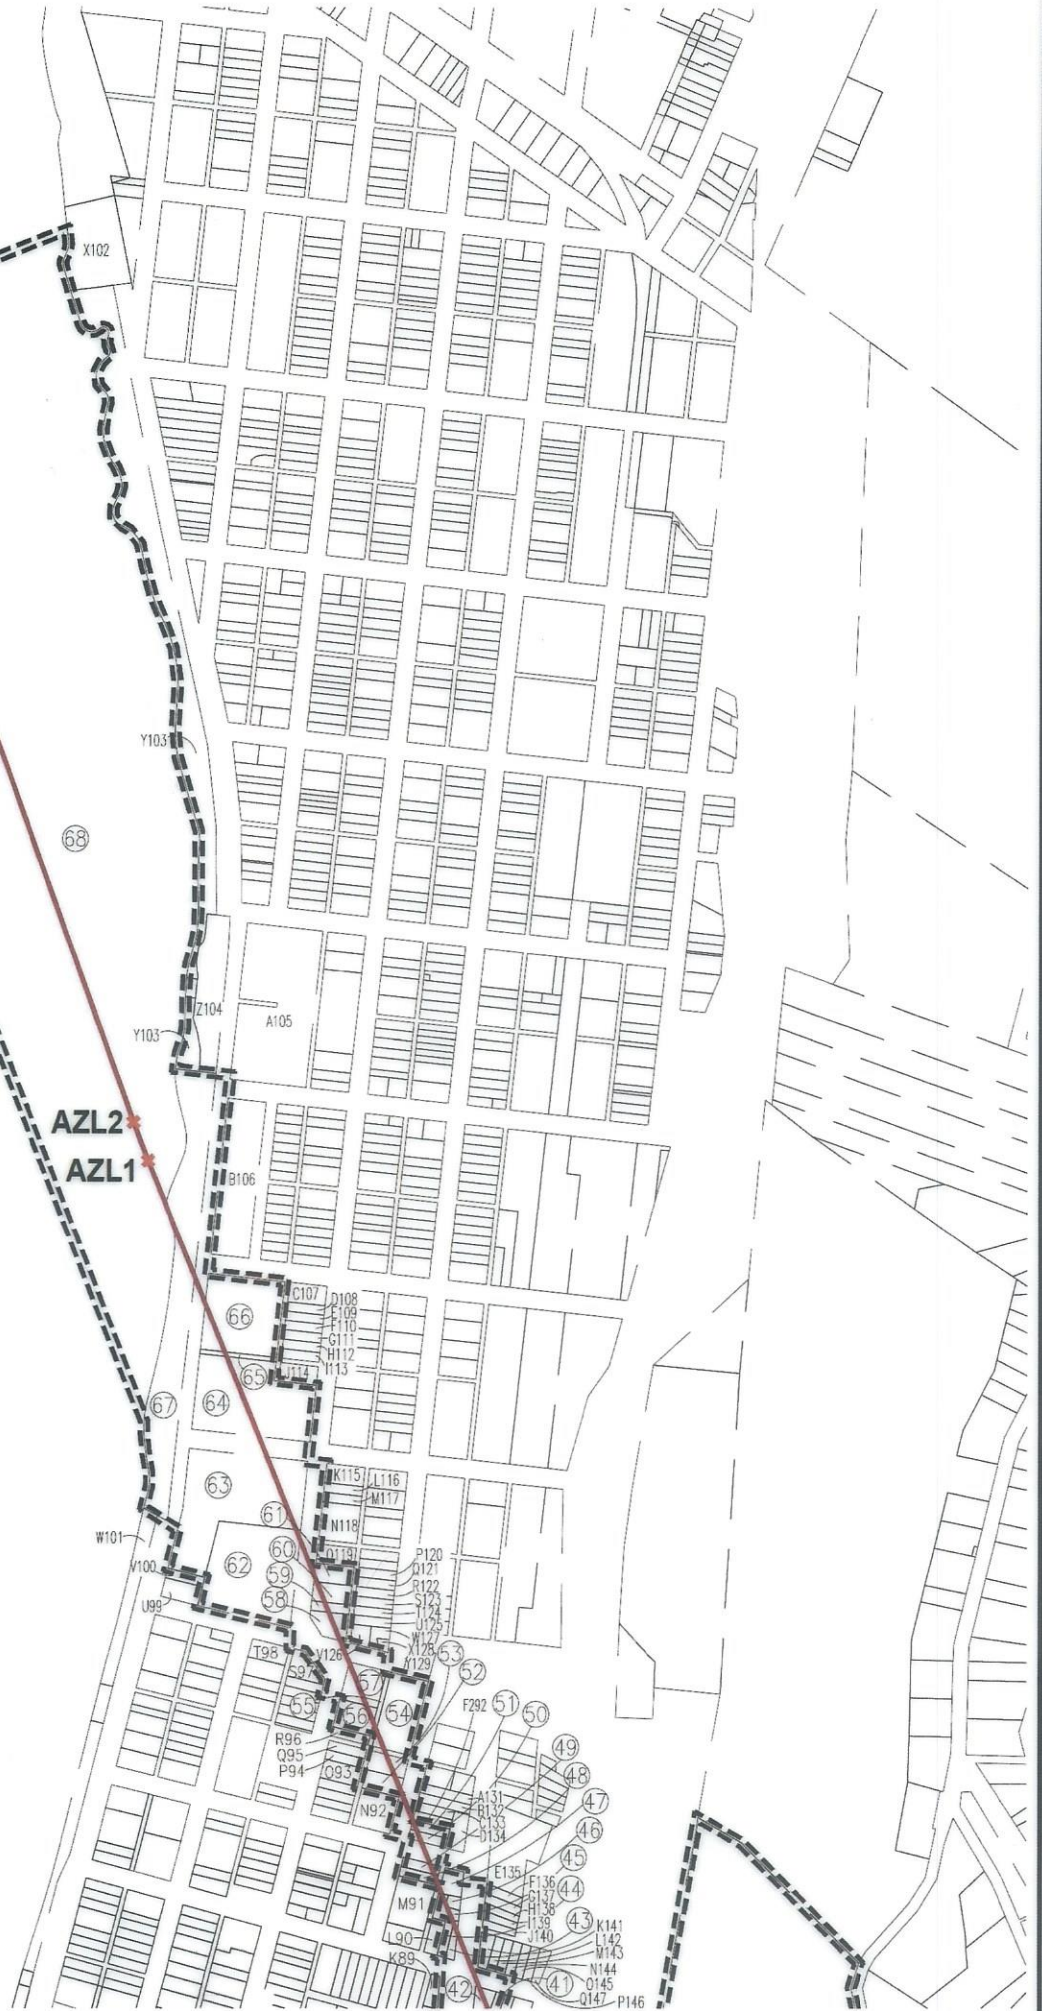 X102
Y103
68
Z104
A105
Y103
AZL2
AZL1
B106
C107
D108
E109
66
F110
G111
H112
I113
65
J114
67
64
K115
L116
63
M117
61
N118
W101
60
O119
P120
62
Q121
V100
59
R122
S123
U99
58
T124
U125
W127
T98
V126
X128
53
Y129
S97
57
52
55
56
54
F292
51
50
R96
Q95
49
P94
O93
48
A131
N92
B132
47
C133
D134
46
E135
45
F136
M91
G137
44
H138
I139
43
K141
L90
J140
L142
K89
M143
N144
42
41
O145
Q147
P146